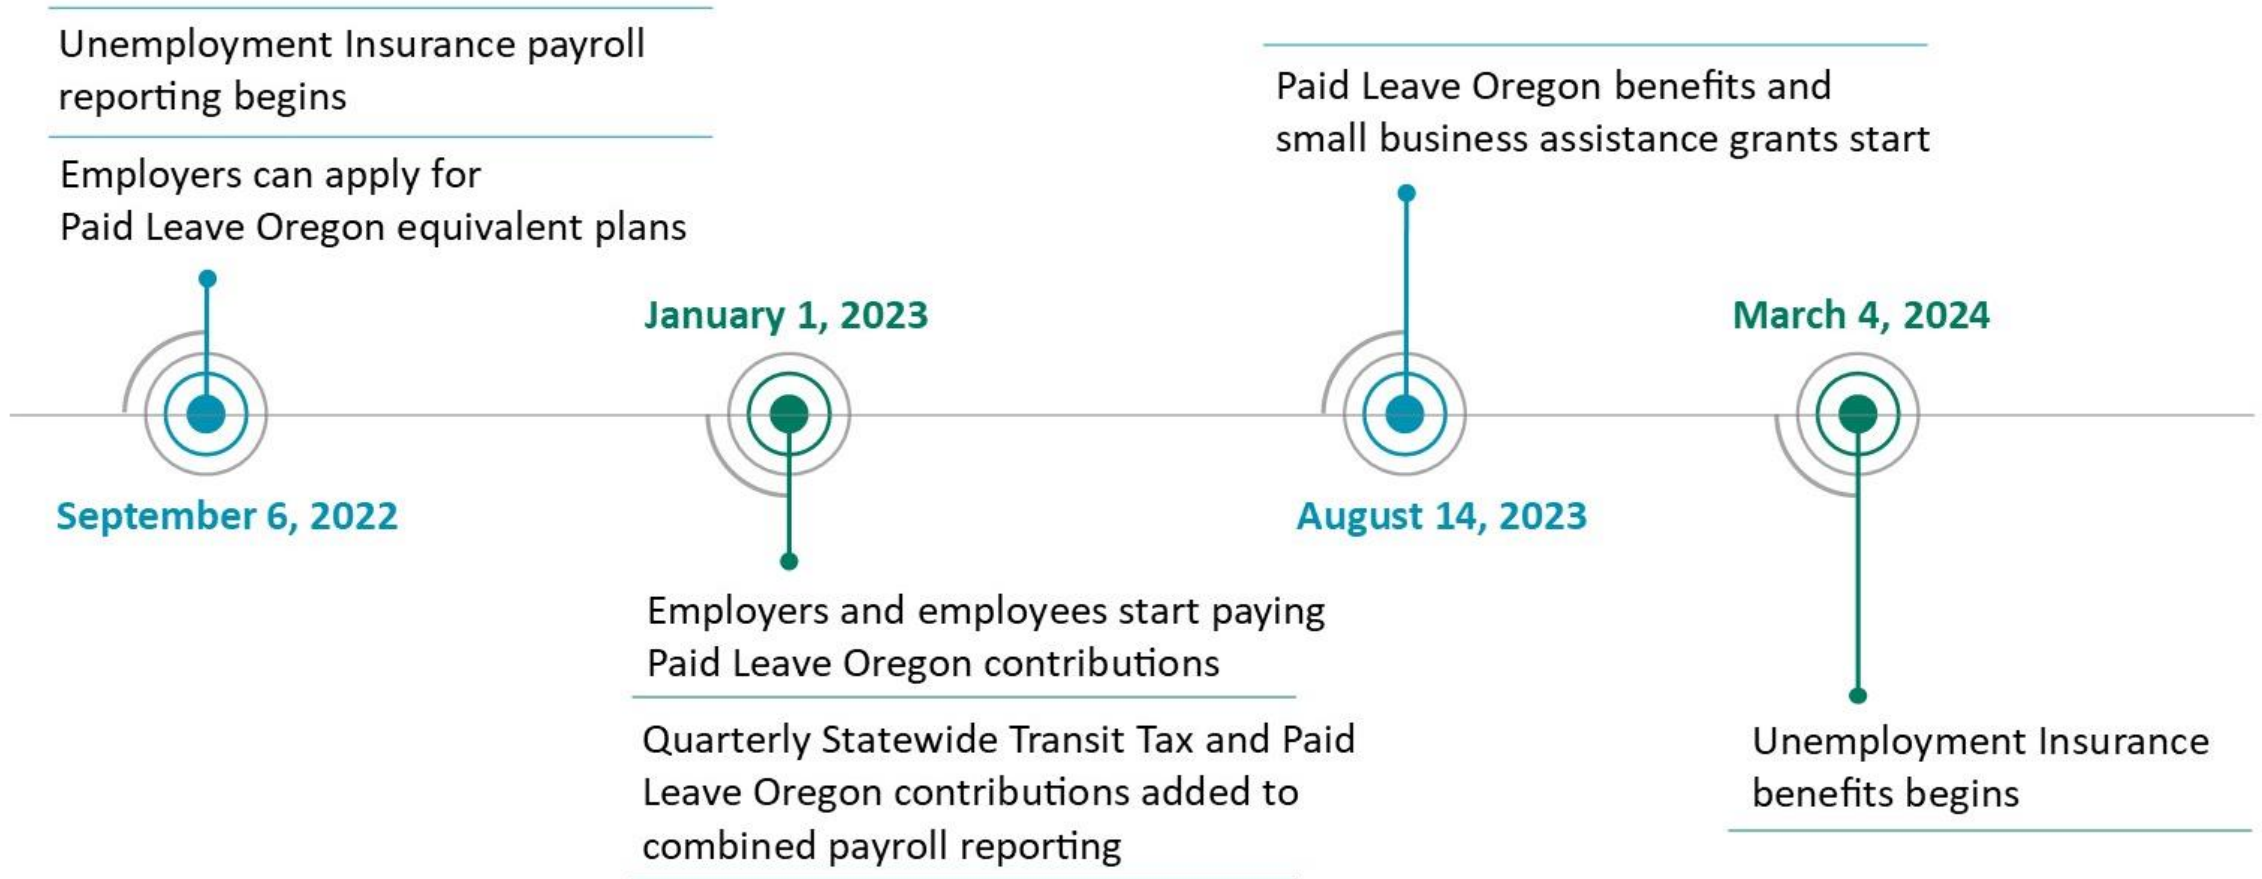 Unemployment Insurance payroll
reporting begins
Employers can apply for
Paid Leave Oregon equivalent plans
September 6, 2022
January 1, 2023
Employers and employees start paying
Paid Leave Oregon contributions
Quarterly Statewide Transit Tax and Paid
Leave Oregon contributions added to
combined payroll reporting
Paid Leave Oregon benefits and
small business assistance grants start
August 14, 2023
March 4, 2024
Unemployment Insurance
benefits begins